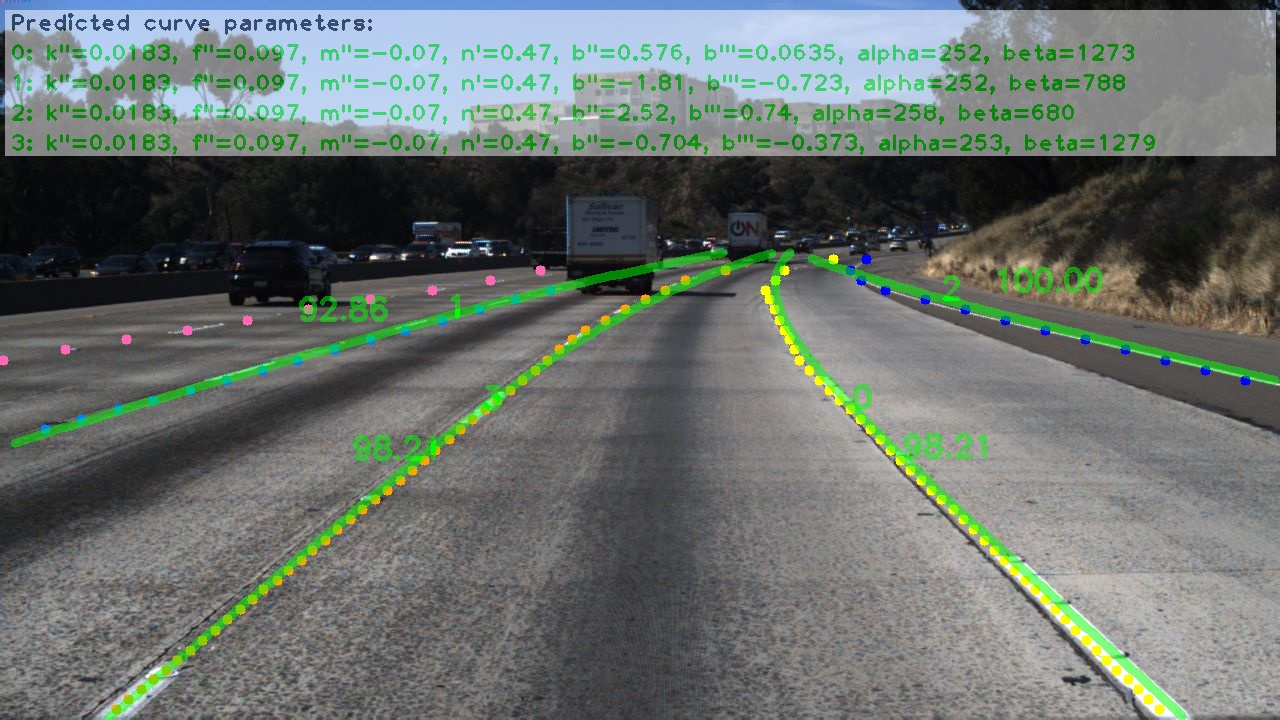 Predicted curve parameters:
0: k''=0.0183, f''=0.097, m''=-0.07, n'=0.47, b''=0.576, b'''=0.0635, alpha=252, beta=1273
1: k''=0.0183, f''=0.097, m''=-0.07, n'=0.47, b''=-1.81, b'''=-0.723, alpha=252, beta=788
2: k''=0.0183, f''=0.097, m''=-0.07, n'=0.47, b''=2.52, b'''=0.74, alpha=258, beta=680
3: k''=0.0183, f''=0.097, m''=-0.07, n'=0.47, b''=-0.704, b'''=-0.373, alpha=253, beta=1279
Sullivan
UNITED
ON
2 100.00
1
92.86
3
0
98.21
98.21